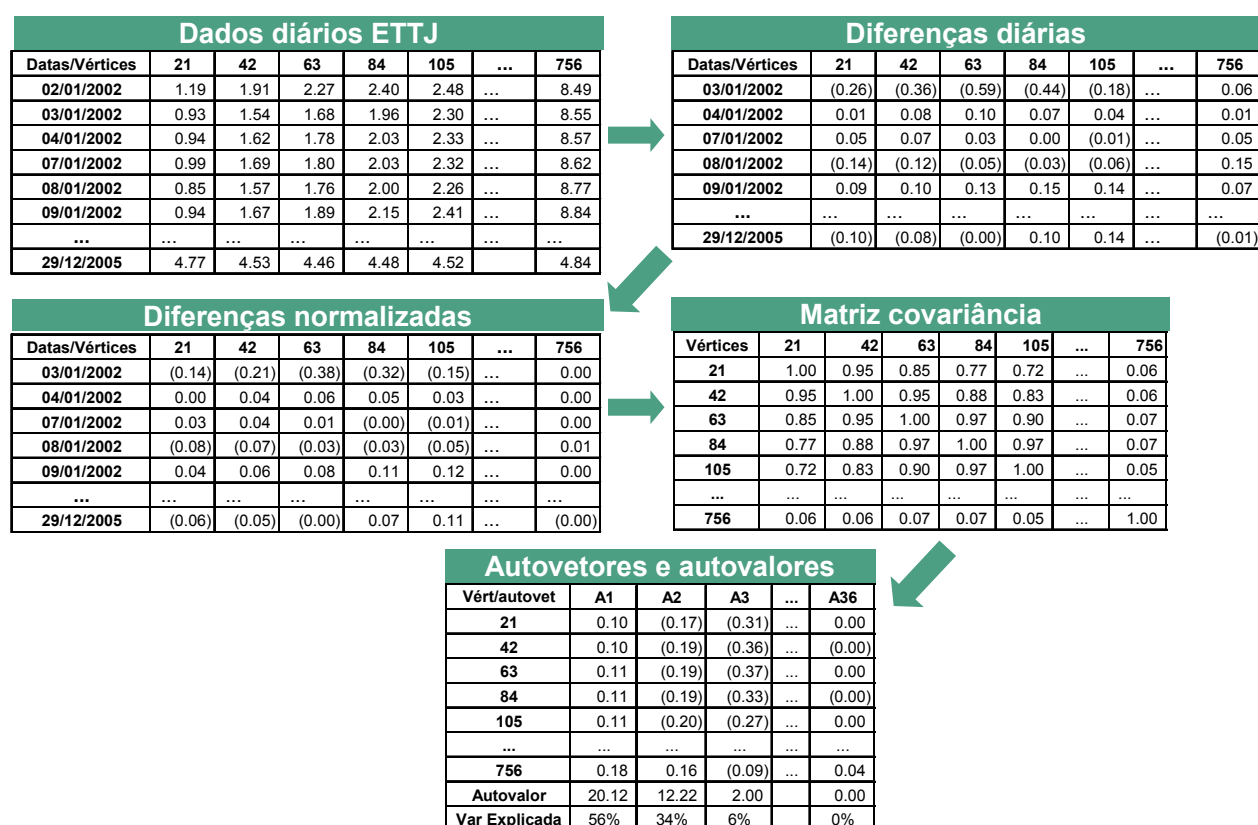 Dados diários ETTJ
Datas/Vértices 21 42 63 84 105 ... 756
02/01/2002 1.19 1.91 2.27 2.40 2.48 ... 8.49
03/01/2002 0.93 1.54 1.68 1.96 2.30 ... 8.55
04/01/2002 0.94 1.62 1.78 2.03 2.33 ... 8.57
07/01/2002 0.99 1.69 1.80 2.03 2.32 ... 8.62
08/01/2002 0.85 1.57 1.76 2.00 2.26 ... 8.77
09/01/2002 0.94 1.67 1.89 2.15 2.41 ... 8.84
... ... ... ... ... ... ... ...
29/12/2005 4.77 4.53 4.46 4.48 4.52 4.84
Diferenças diárias
Datas/Vértices 21 42 63 84 105 ... 756
03/01/2002 (0.26) (0.36) (0.59) (0.44) (0.18) ... 0.06
04/01/2002 0.01 0.08 0.10 0.07 0.04 ... 0.01
07/01/2002 0.05 0.07 0.03 0.00 (0.01) ... 0.05
08/01/2002 (0.14) (0.12) (0.05) (0.03) (0.06) ... 0.15
09/01/2002 0.09 0.10 0.13 0.15 0.14 ... 0.07
... ... ... ... ... ... ... ...
29/12/2005 (0.10) (0.08) (0.00) 0.10 0.14 ... (0.01)
Diferenças normalizadas
Datas/Vértices 21 42 63 84 105 ... 756
03/01/2002 (0.14) (0.21) (0.38) (0.32) (0.15) ... 0.00
04/01/2002 0.00 0.04 0.06 0.05 0.03 ... 0.00
07/01/2002 0.03 0.04 0.01 (0.00) (0.01) ... 0.00
08/01/2002 (0.08) (0.07) (0.03) (0.03) (0.05) ... 0.01
09/01/2002 0.04 0.06 0.08 0.11 0.12 ... 0.00
... ... ... ... ... ... ... ...
29/12/2005 (0.06) (0.05) (0.00) 0.07 0.11 ... (0.00)
Matriz covariância
Vértices 21 42 63 84 105 ... 756
21 1.00 0.95 0.85 0.77 0.72 ... 0.06
42 0.95 1.00 0.95 0.88 0.83 ... 0.06
63 0.85 0.95 1.00 0.97 0.90 ... 0.07
84 0.77 0.88 0.97 1.00 0.97 ... 0.07
105 0.72 0.83 0.90 0.97 1.00 ... 0.05
... ... ... ... ... ... ... ...
756 0.06 0.06 0.07 0.07 0.05 ... 1.00
Autovetores e autovalores
Vért/autovet A1 A2 A3 ... A36
21 0.10 (0.17) (0.31) ... 0.00
42 0.10 (0.19) (0.36) ... (0.00)
63 0.11 (0.19) (0.37) ... 0.00
84 0.11 (0.19) (0.33) ... (0.00)
105 0.11 (0.20) (0.27) ... 0.00
... ... ... ... ... ...
756 0.18 0.16 (0.09) ... 0.04
Autovalor 20.12 12.22 2.00 0.00
Var Explicada 56% 34% 6% 0%